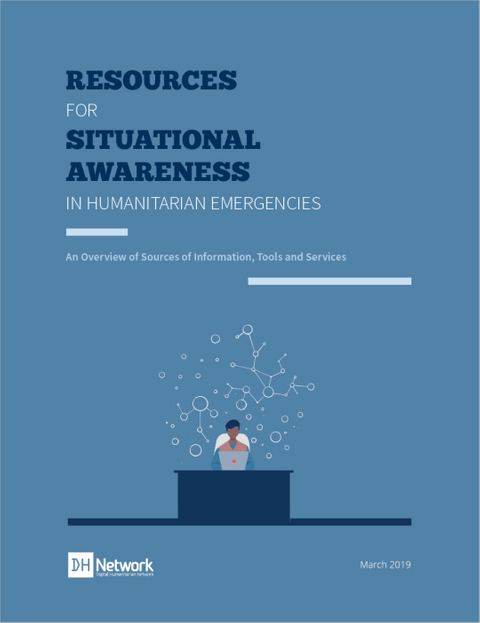 RESOURCES
FOR
SITUATIONAL
AWARENESS
IN HUMANITARIAN EMERGENCIES
An Overview of Sources of Information, Tools and Services
DH Network
Digital Humanitarian Network
March 2019